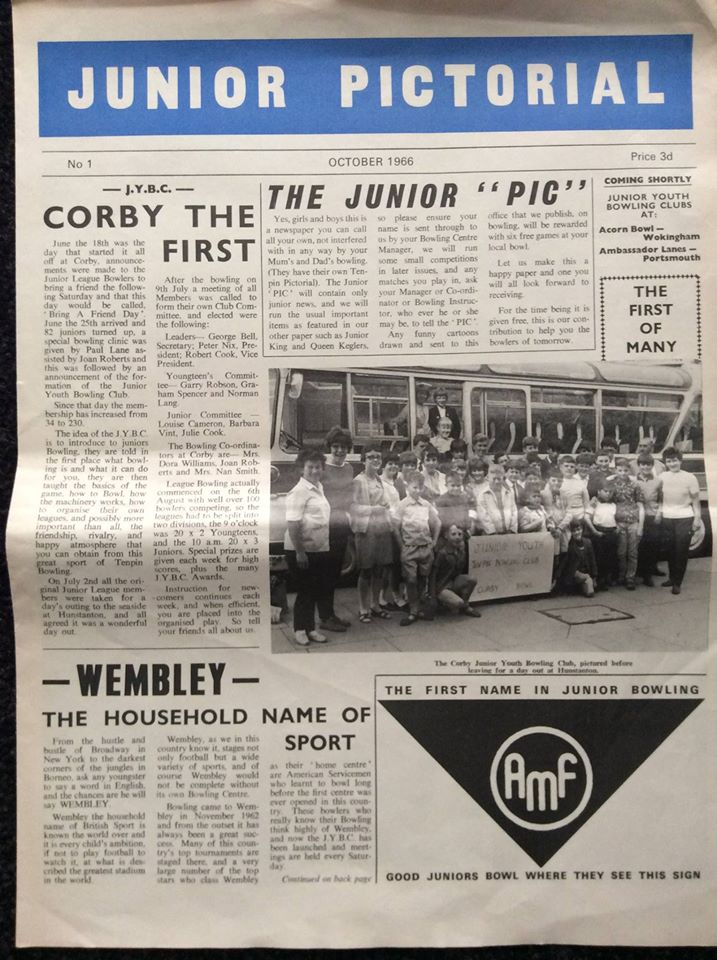 JUNIOR PICTORIAL
No 1
OCTOBER 1966
Price 3d
— J.Y.B.C. —
CORBY THE
FIRST
June the 18th was the
day that started it all
off at Corby, announce-
ments were made to the
Junior League Bowlers to
bring a friend the follow-
ing Saturday and that this
day would be called,
'Bring A Friend Day'.
June the 25th arrived and
82 juniors turned up, a
special bowling clinic was
given by Paul Lane as-
sisted by Joan Roberts and
this was followed by an
announcement of the for-
mation of the Junior
Youth Bowling Club.
Since that day the mem-
bership has increased from
34 to 230.
The idea of the J.Y.B.C.
is to introduce to juniors
Bowling, they are told in
the first place what bowl-
ing is and what it can do
for you, they are then
taught the basics of the
game, how to Bowl, how
the machinery works, how
to organise their own
leagues, and possibly more
important than all, the
friendship, rivalry, and
happy atmosphere that
you can obtain from this
great sport of Tenpin
Bowling.
On July 2nd all the ori-
ginal Junior League mem-
bers were taken for a
day's outing to the seaside
at Hunstanton, and all
agreed it was a wonderful
day out.
After the bowling on
9th July a meeting of all
Members was called to
form their own Club Com-
mittee, and elected were
the following:
Leaders— George Bell,
Secretary; Peter Nix, Pre-
sident; Robert Cook, Vice
President.
Youngteen's Commit-
tee— Garry Robson, Gra-
ham Spencer and Norman
Lang.
Junior Committee —
Louise Cameron, Barbara
Vint, Julie Cook.
The Bowling Co-ordina-
tors at Corby are— Mrs.
Dora Williams, Joan Rob-
erts and Mrs. Nan Smith.
League Bowling actually
commenced on the 6th
August with well over 100
bowlers competing, so the
leagues had to be split into
two divisions, the 9 o'clock
was 20 x 2 Youngteens,
and the 10 a.m. 20 x 3
Juniors. Special prizes are
given each week for high
scores, plus the many
J.Y.B.C. Awards.
Instruction for new-
comers continues each
week, and when efficient,
you are placed into the
organised play. So tell
your friends all about us.
THE JUNIOR "PIC"
Yes, girls and boys this is
a newspaper you can call
all your own, not interfered
with in any way by your
Mum's and Dad's bowling.
(They have their own Ten-
pin Pictorial). The Junior
'PIC' will contain only
junior news, and we will
run the usual important
items as featured in our
other paper such as Junior
King and Queen Keglers,
so please ensure your
name is sent through to
us by your Bowling Centre
Manager, we will run
some small competitions
in later issues, and any
matches you play in, ask
your Manager or Co-ordi-
nator or Bowling Instruc-
tor, who ever he or she
may be, to tell the 'PIC'.
Any funny cartoons
drawn and sent to this
office that we publish, on
bowling, will be rewarded
with six free games at your
local bowl.
Let us make this a
happy paper and one you
will all look forward to
receiving.
For the time being it is
given free, this is our con-
tribution to help you the
bowlers of tomorrow.
COMING SHORTLY
JUNIOR YOUTH
BOWLING CLUBS
AT:
Acorn Bowl —
Wokingham
Ambassador Lanes —
Portsmouth
THE
FIRST
OF
MANY
JUNIOR YOUTH
TENPIN BOWLING CLUB
CORBY BOWL
The Corby Junior Youth Bowling Club, pictured before
leaving for a day out at Hunstanton.
—WEMBLEY—
THE HOUSEHOLD NAME OF
SPORT
From the hustle and
bustle of Broadway in
New York to the darkest
corners of the jungles in
Borneo, ask any youngster
to say a word in English,
and the chances are he will
say WEMBLEY.
Wembley the household
name of British Sport is
known the world over and
it is every child's ambition,
if not to play football to
watch it, at what is des-
cribed the greatest stadium
in the world.
Wembley, as we in this
country know it, stages not
only football but a wide
variety of sports, and of
course Wembley would
not be complete without
its own Bowling Centre.
Bowling came to Wem-
bley in November 1962
and from the outset it has
always been a great suc-
cess. Many of this coun-
try's top tournaments are
staged there, and a very
large number of the top
stars who class Wembley
as their 'home centre'
are American Servicemen
who learnt to bowl long
before the first centre was
ever opened in this coun-
try. These bowlers who
really know their Bowling
think highly of Wembley,
and now the J.Y.B.C. has
been launched and meet-
ings are held every Satur-
day.
Continued on back page
THE FIRST NAME IN JUNIOR BOWLING
AMF
GOOD JUNIORS BOWL WHERE THEY SEE THIS SIGN